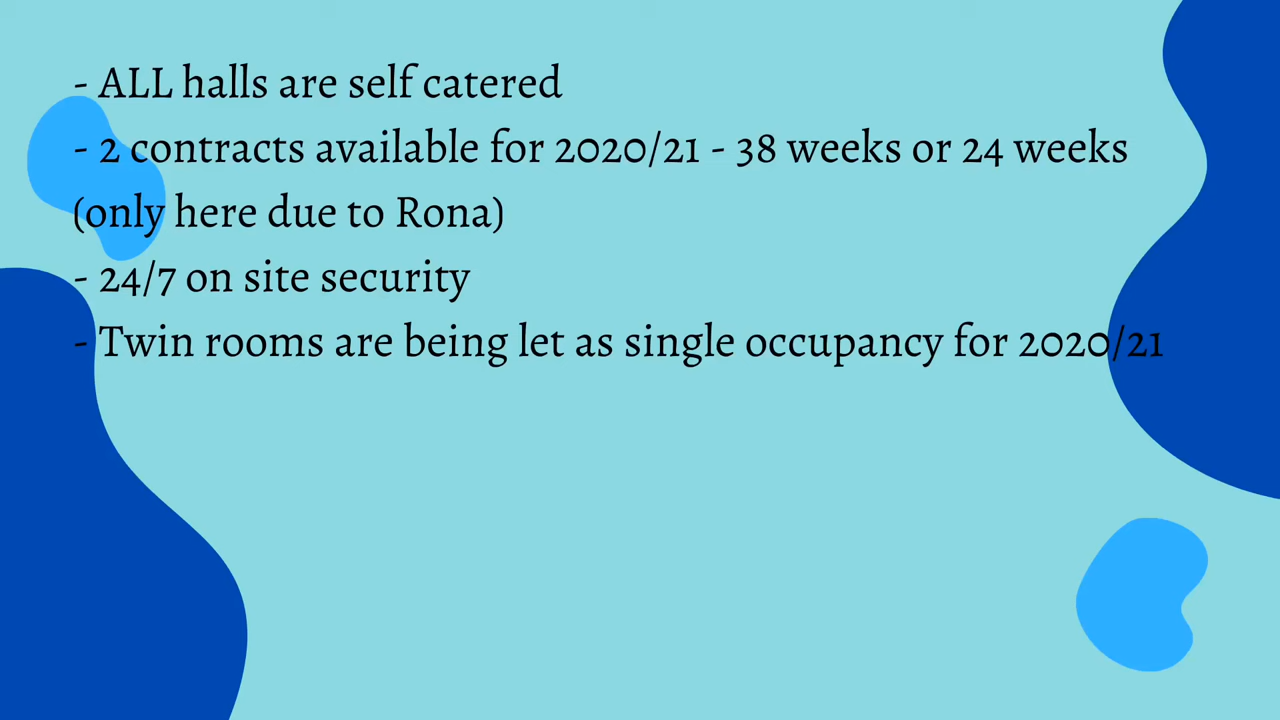 - ALL halls are self catered
- 2 contracts available for 2020/21 - 38 weeks or 24 weeks
(only here due to Rona)
- 24/7 on site security
- Twin rooms are being let as single occupancy for 2020/21